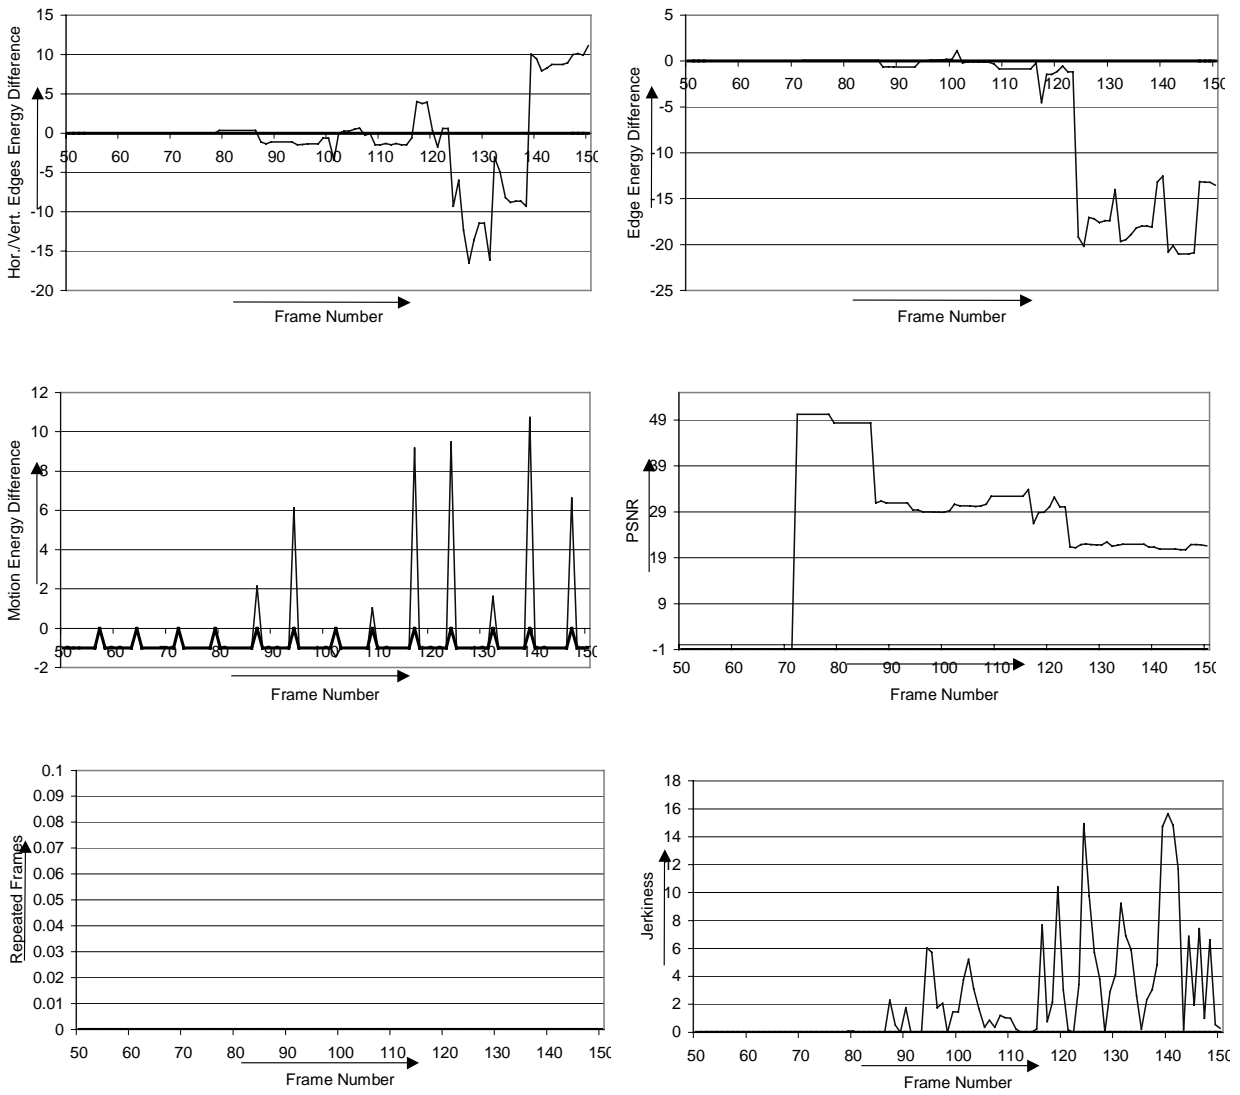 15
10
5
0
-5
-10
-15
-20
50 60 70 80 90 100 110 120 130 140 150
Hor./Vert. Edges Energy Difference
Frame Number
5
0
-5
-10
-15
-20
-25
50 60 70 80 90 100 110 120 130 140 150
Edge Energy Difference
Frame Number
12
10
8
6
4
2
0
-2
50 60 70 80 90 100 110 120 130 140 150
Motion Energy Difference
Frame Number
49
39
29
19
9
-1
50 60 70 80 90 100 110 120 130 140 150
PSNR
Frame Number
0.1
0.09
0.08
0.07
0.06
0.05
0.04
0.03
0.02
0.01
0
50 60 70 80 90 100 110 120 130 140 150
Repeated Frames
Frame Number
18
16
14
12
10
8
6
4
2
0
50 60 70 80 90 100 110 120 130 140 150
Jerkiness
Frame Number